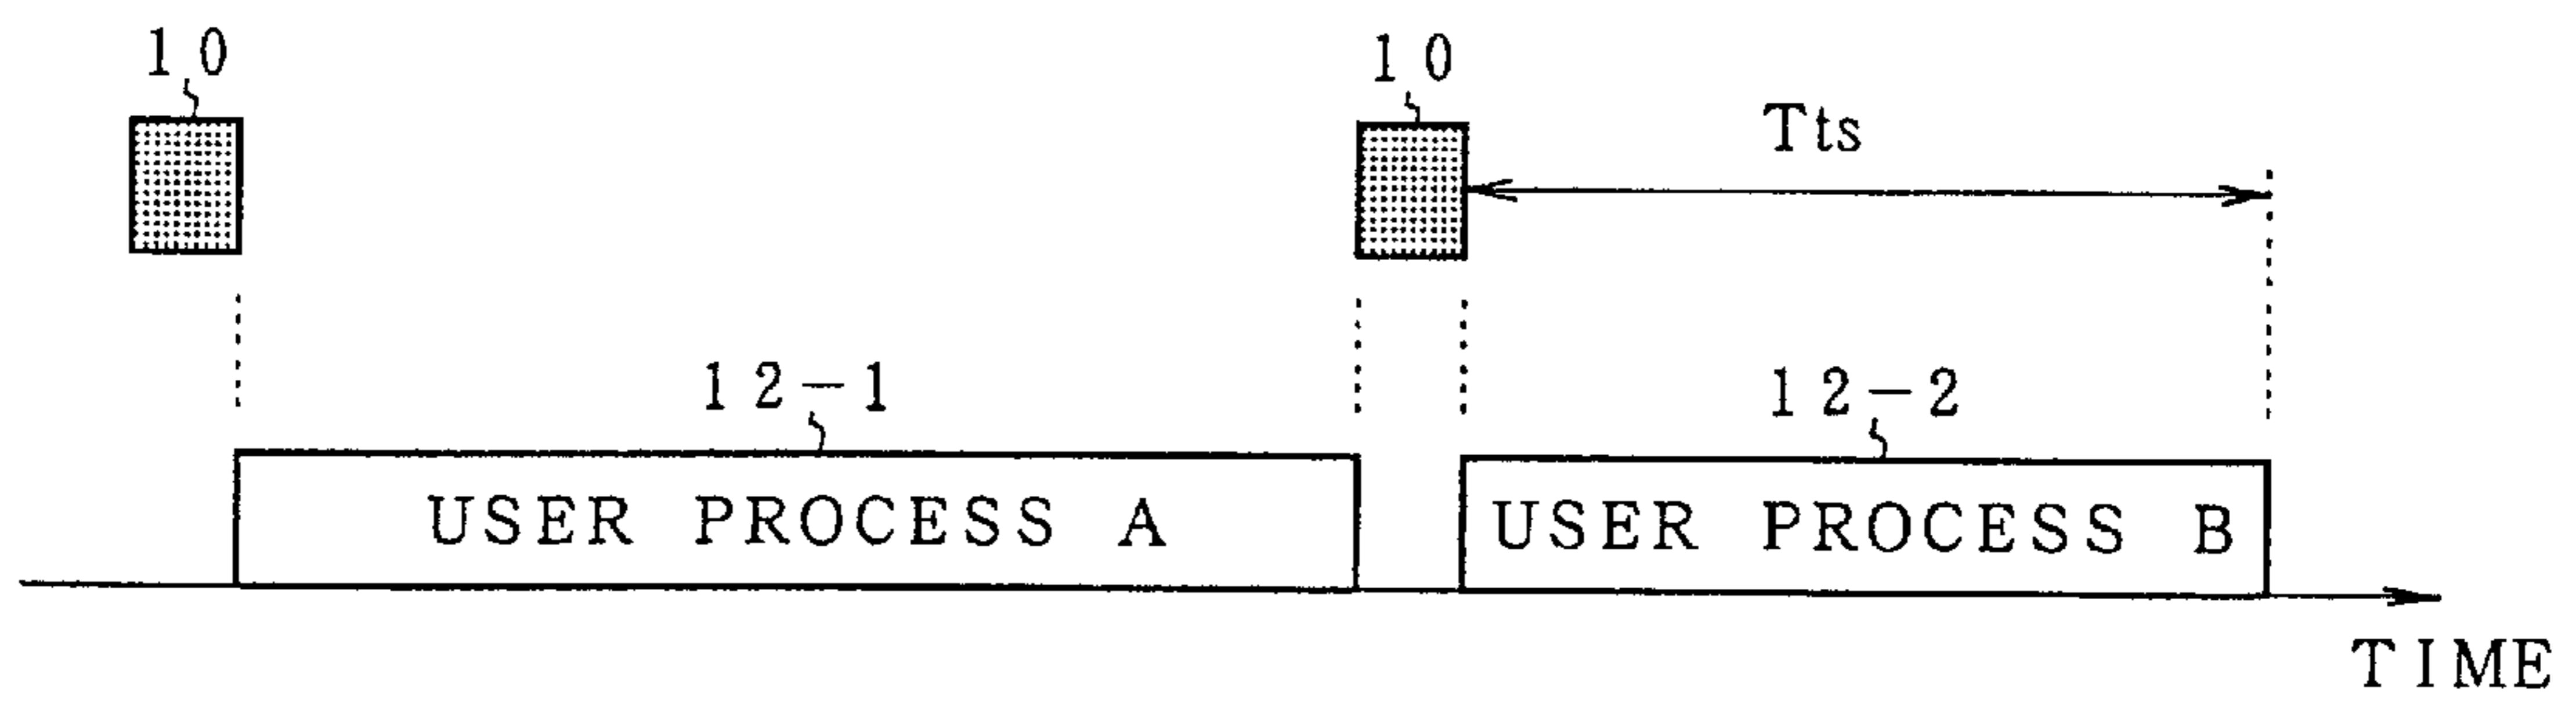 10
10
Tts
12-1
12-2
USER PROCESS A
USER PROCESS B
TIME